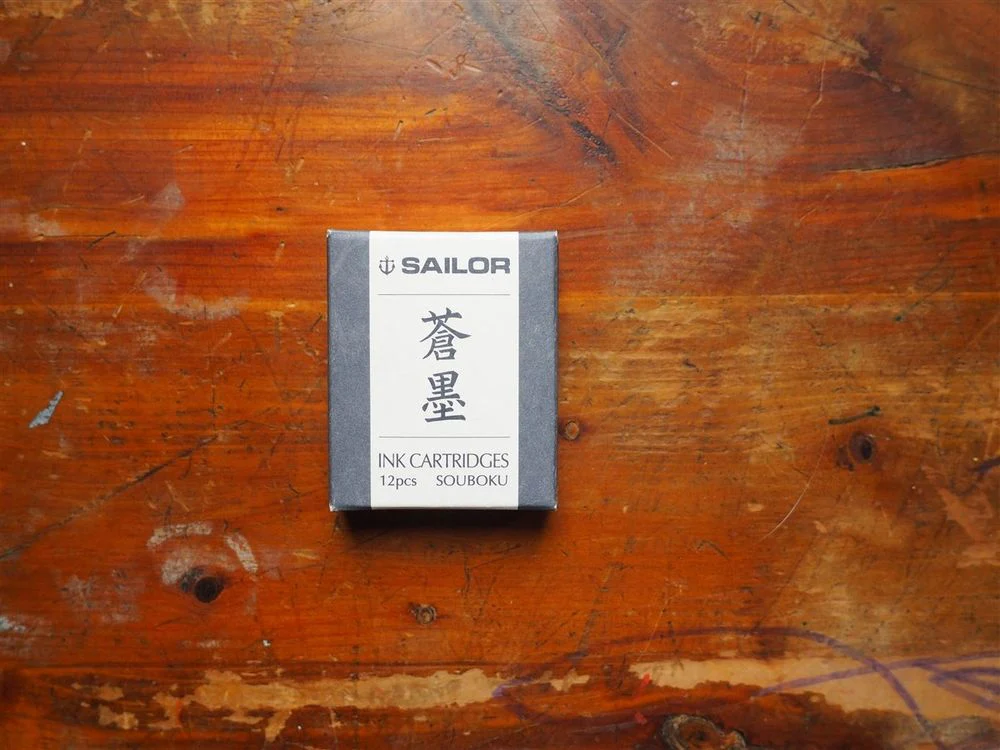 SAILOR
蒼
墨
INK CARTRIDGES
12pcs SOUBOKU